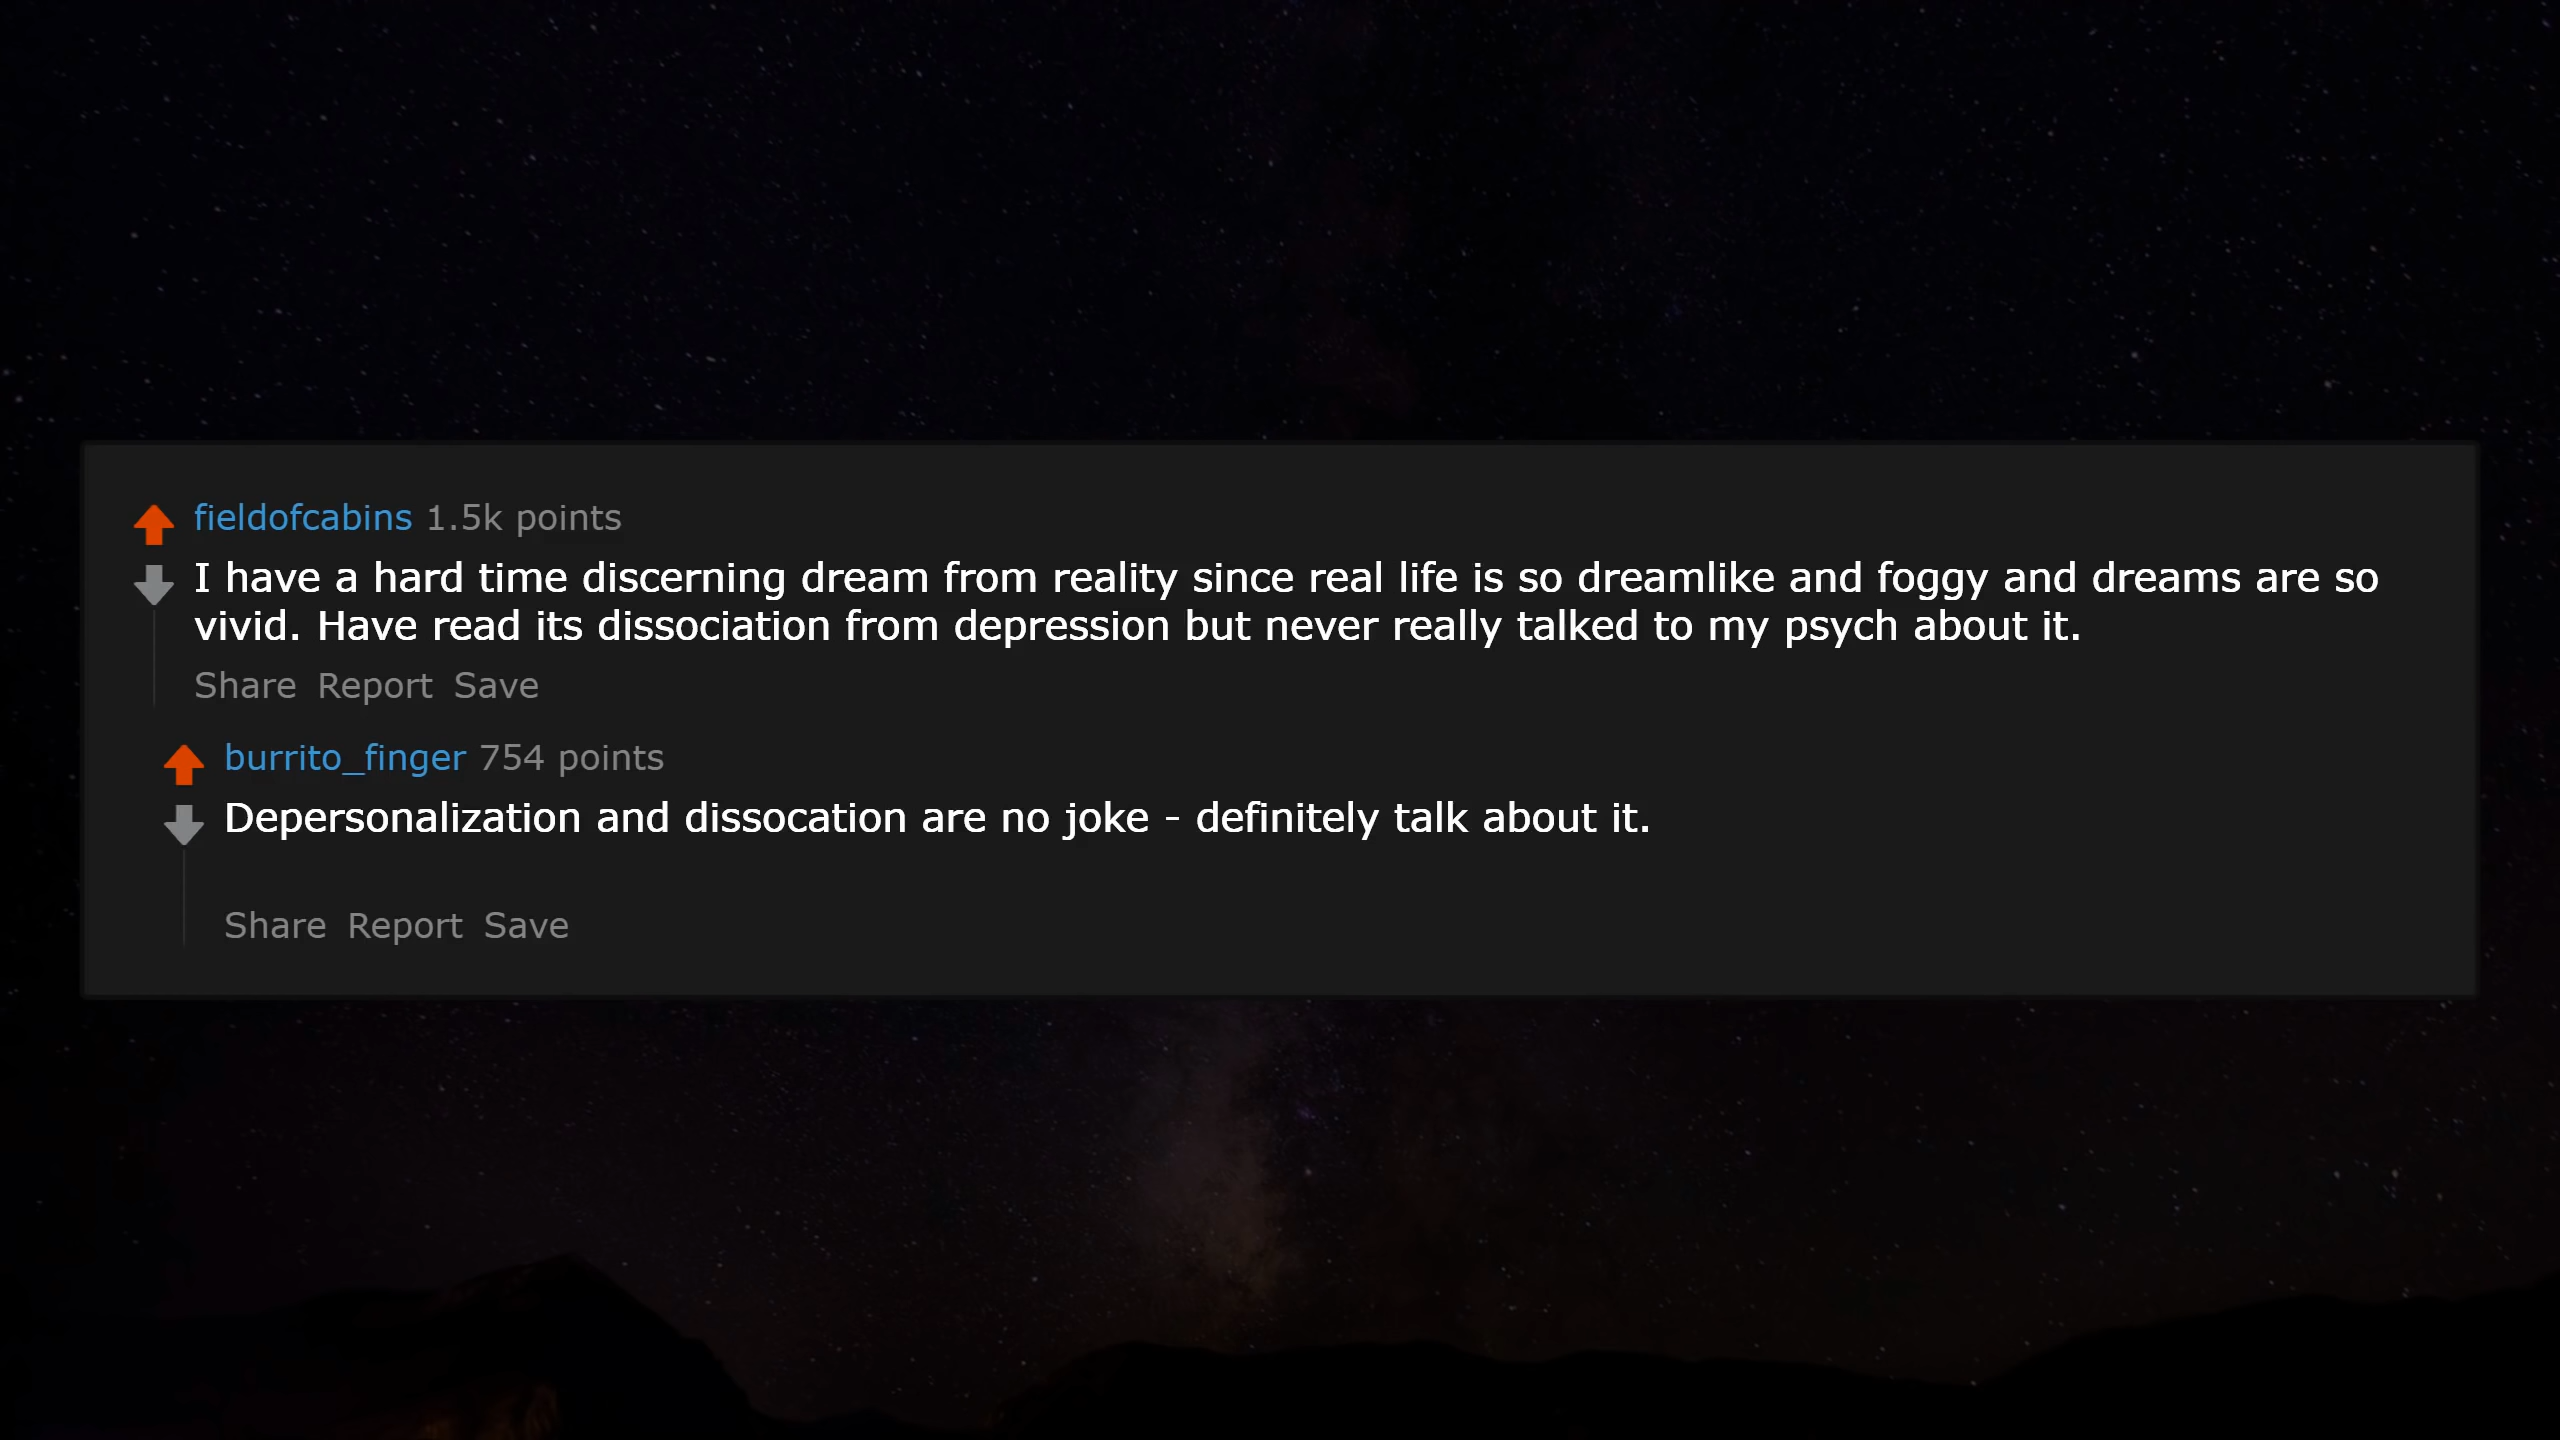 fieldofcabins 1.5k points
I have a hard time discerning dream from reality since real life is so dreamlike and foggy and dreams are so
vivid. Have read its dissociation from depression but never really talked to my psych about it.
Share Report Save
burrito_finger 754 points
Depersonalization and dissocation are no joke - definitely talk about it.
Share Report Save